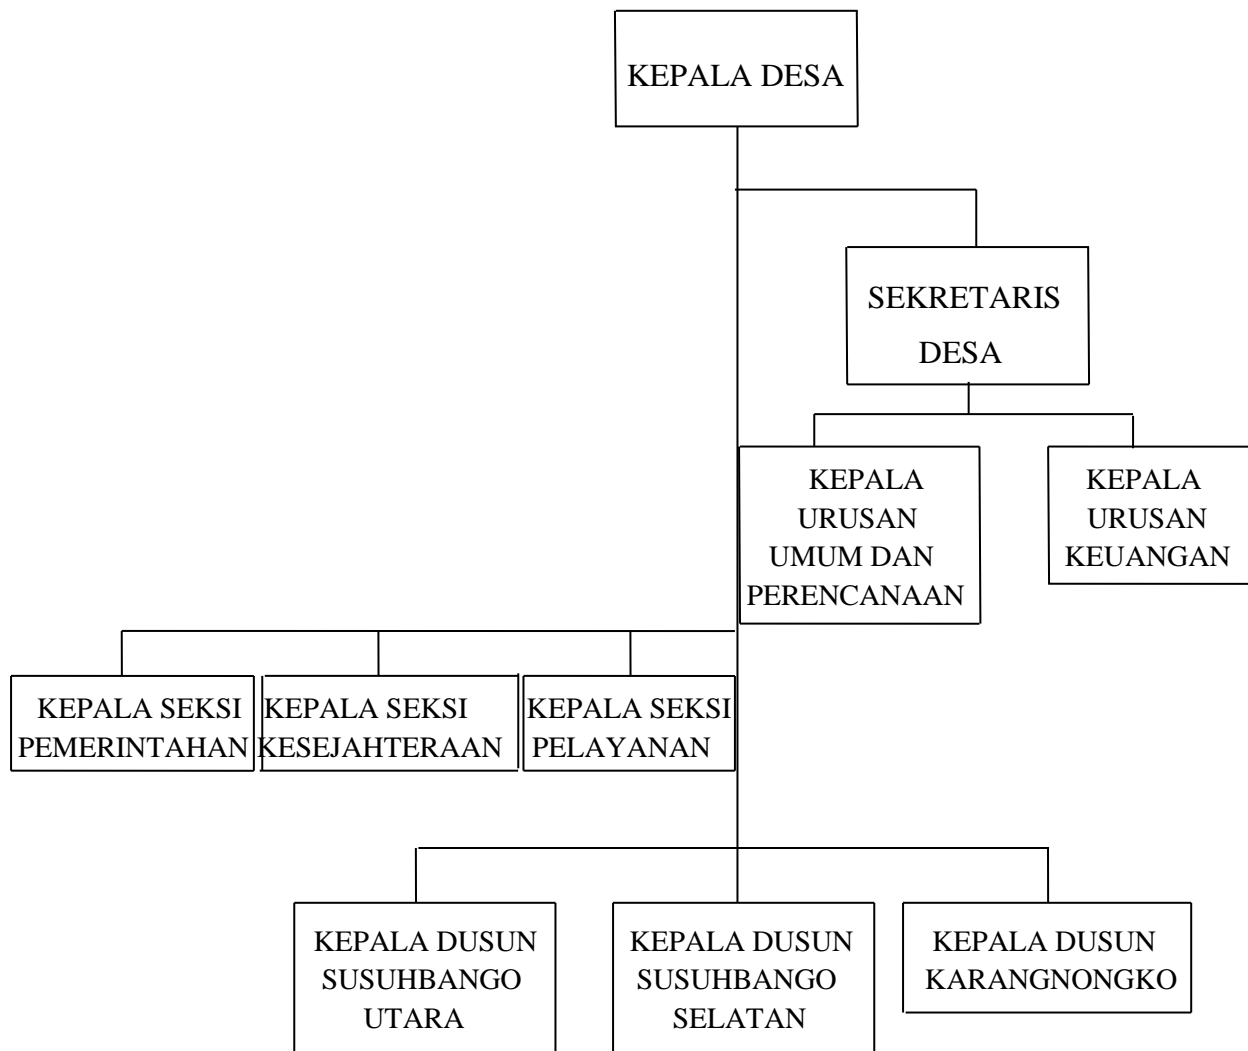 KEPALA DESA
SEKRETARIS
DESA
KEPALA
URUSAN
UMUM DAN
PERENCANAAN
KEPALA
URUSAN
KEUANGAN
KEPALA SEKSI
PEMERINTAHAN
KEPALA SEKSI
KESEJAHTERAAN
KEPALA SEKSI
PELAYANAN
KEPALA DUSUN
SUSUHBANGO
UTARA
KEPALA DUSUN
SUSUHBANGO
SELATAN
KEPALA DUSUN
KARANGNONGKO